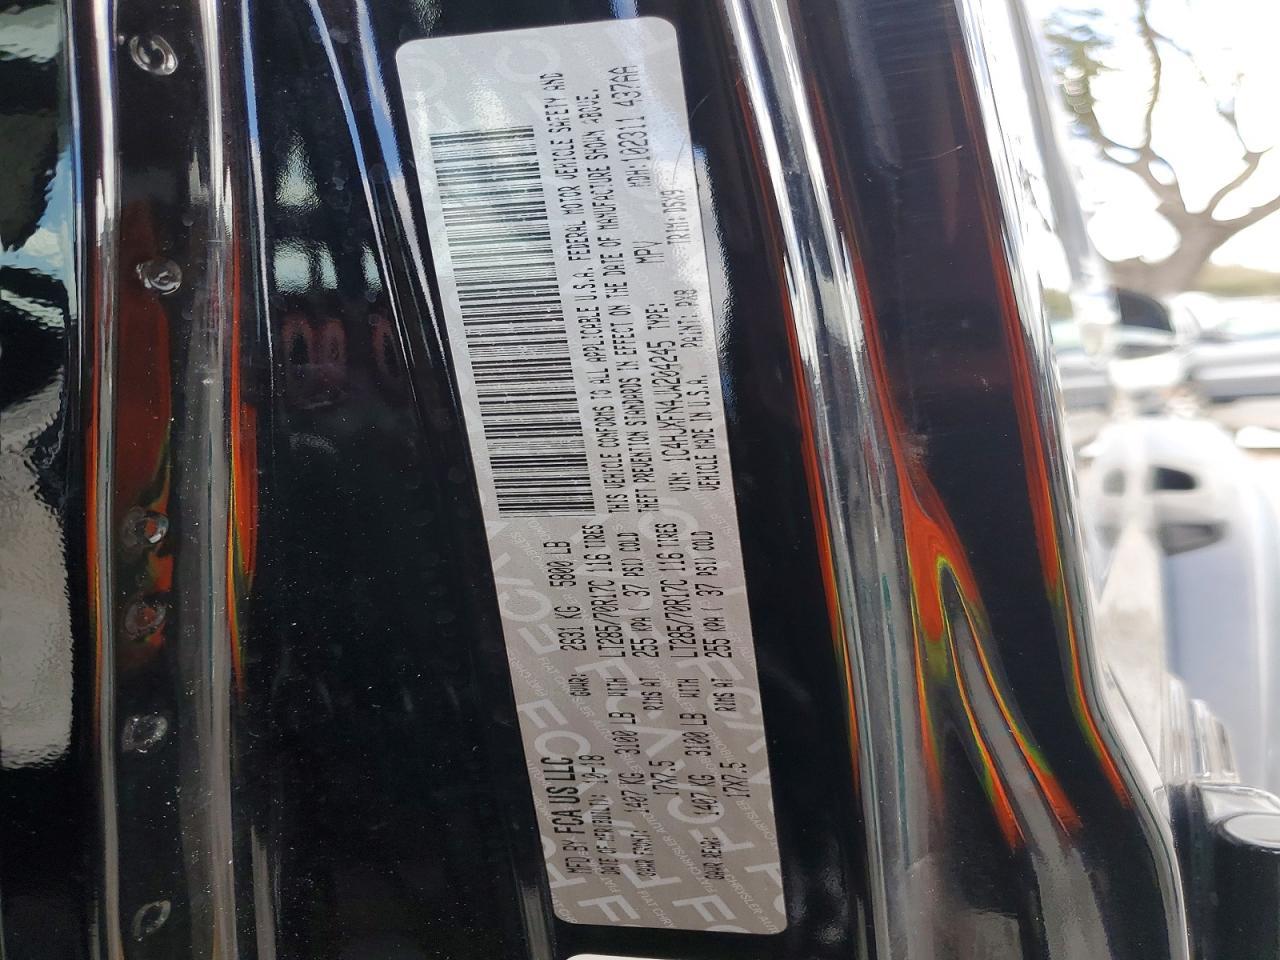 MFD BY FCA US LLC
DATE OF MFR: 10-18 GVWR: 2631 KG 5800 LB
GAWR FRONT: 1407 KG 3100 LB WITH LT285/70R17C 116 TIRES
17X7.5 RIMS AT 255 KPA/ 37 PSI COLD
GAWR REAR: 1407 KG 3100 LB WITH LT285/70R17C 116 TIRES
17X7.5 RIMS AT 255 KPA/ 37 PSI COLD
THIS VEHICLE CONFORMS TO ALL APPLICABLE U.S.A. FEDERAL MOTOR VEHICLE SAFETY AND
THEFT PREVENTION STANDARDS IN EFFECT ON THE DATE OF MANUFACTURE SHOWN ABOVE.
VIN: 1C4HJXFN4JW204245 TYPE: MPV MDH:102311 437AA
VEHICLE MADE IN U.S.A. PAINT: PX8 TRIM: D5X9